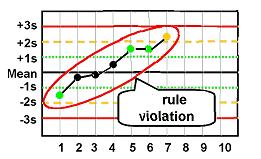 +3s
+2s
+1s
Mean
-1s
-2s
-3s
rule
violation
1 2 3 4 5 6 7 8 9 10